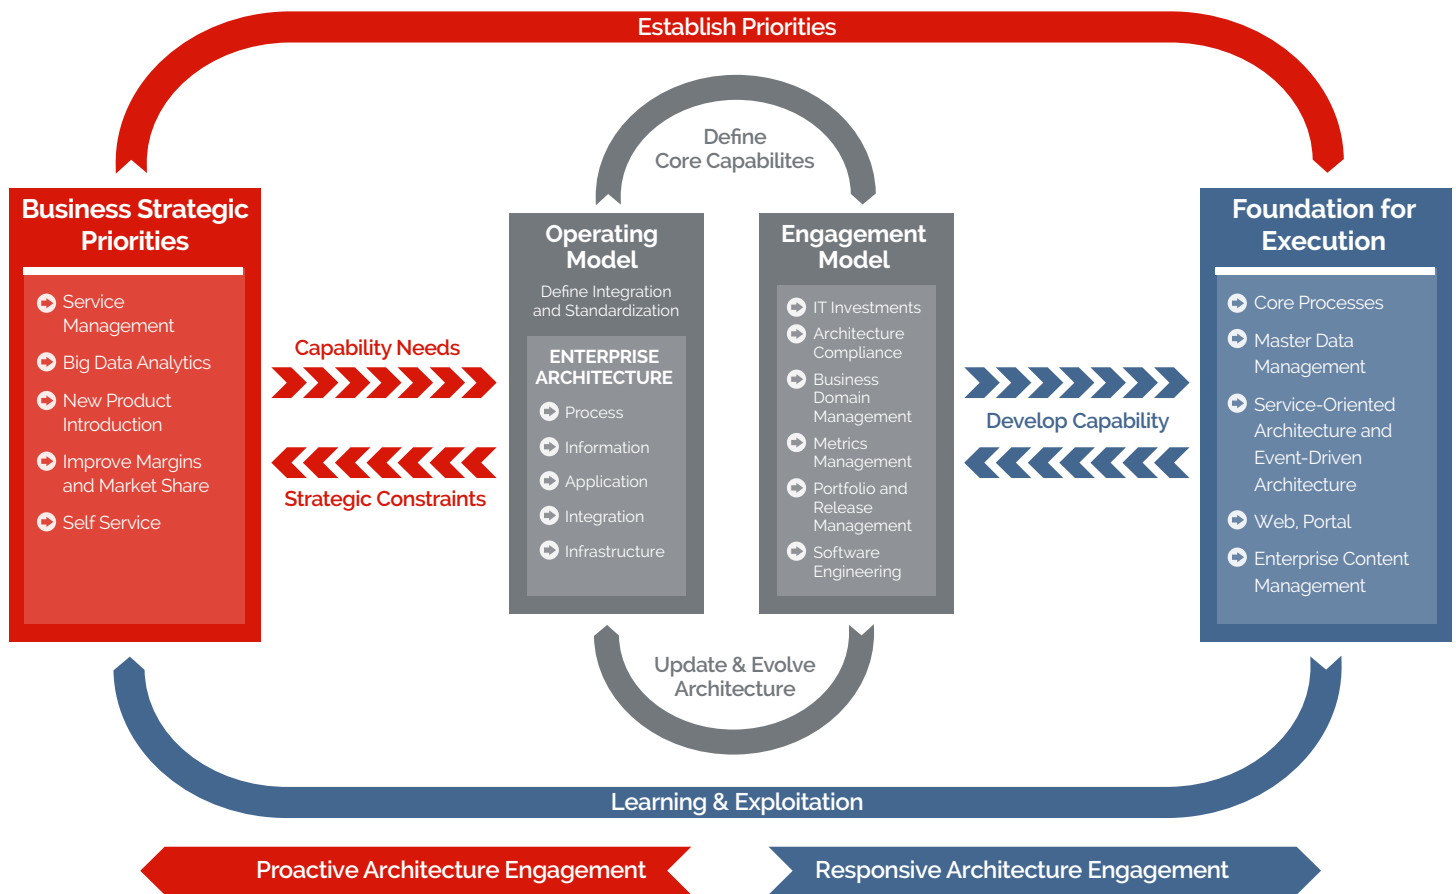 Establish Priorities
Define
Core Capabilites
Business Strategic
Priorities
Service
Management
Big Data Analytics
New Product
Introduction
Improve Margins
and Market Share
Self Service
Capability Needs
Strategic Constraints
Operating
Model
Define Integration
and Standardization
ENTERPRISE
ARCHITECTURE
Process
Information
Application
Integration
Infrastructure
Engagement
Model
IT Investments
Architecture
Compliance
Business
Domain
Management
Metrics
Management
Portfolio and
Release
Management
Software
Engineering
Develop Capability
Foundation for
Execution
Core Processes
Master Data
Management
Service-Oriented
Architecture and
Event-Driven
Architecture
Web, Portal
Enterprise Content
Management
Update & Evolve
Architecture
Learning & Exploitation
Proactive Architecture Engagement
Responsive Architecture Engagement